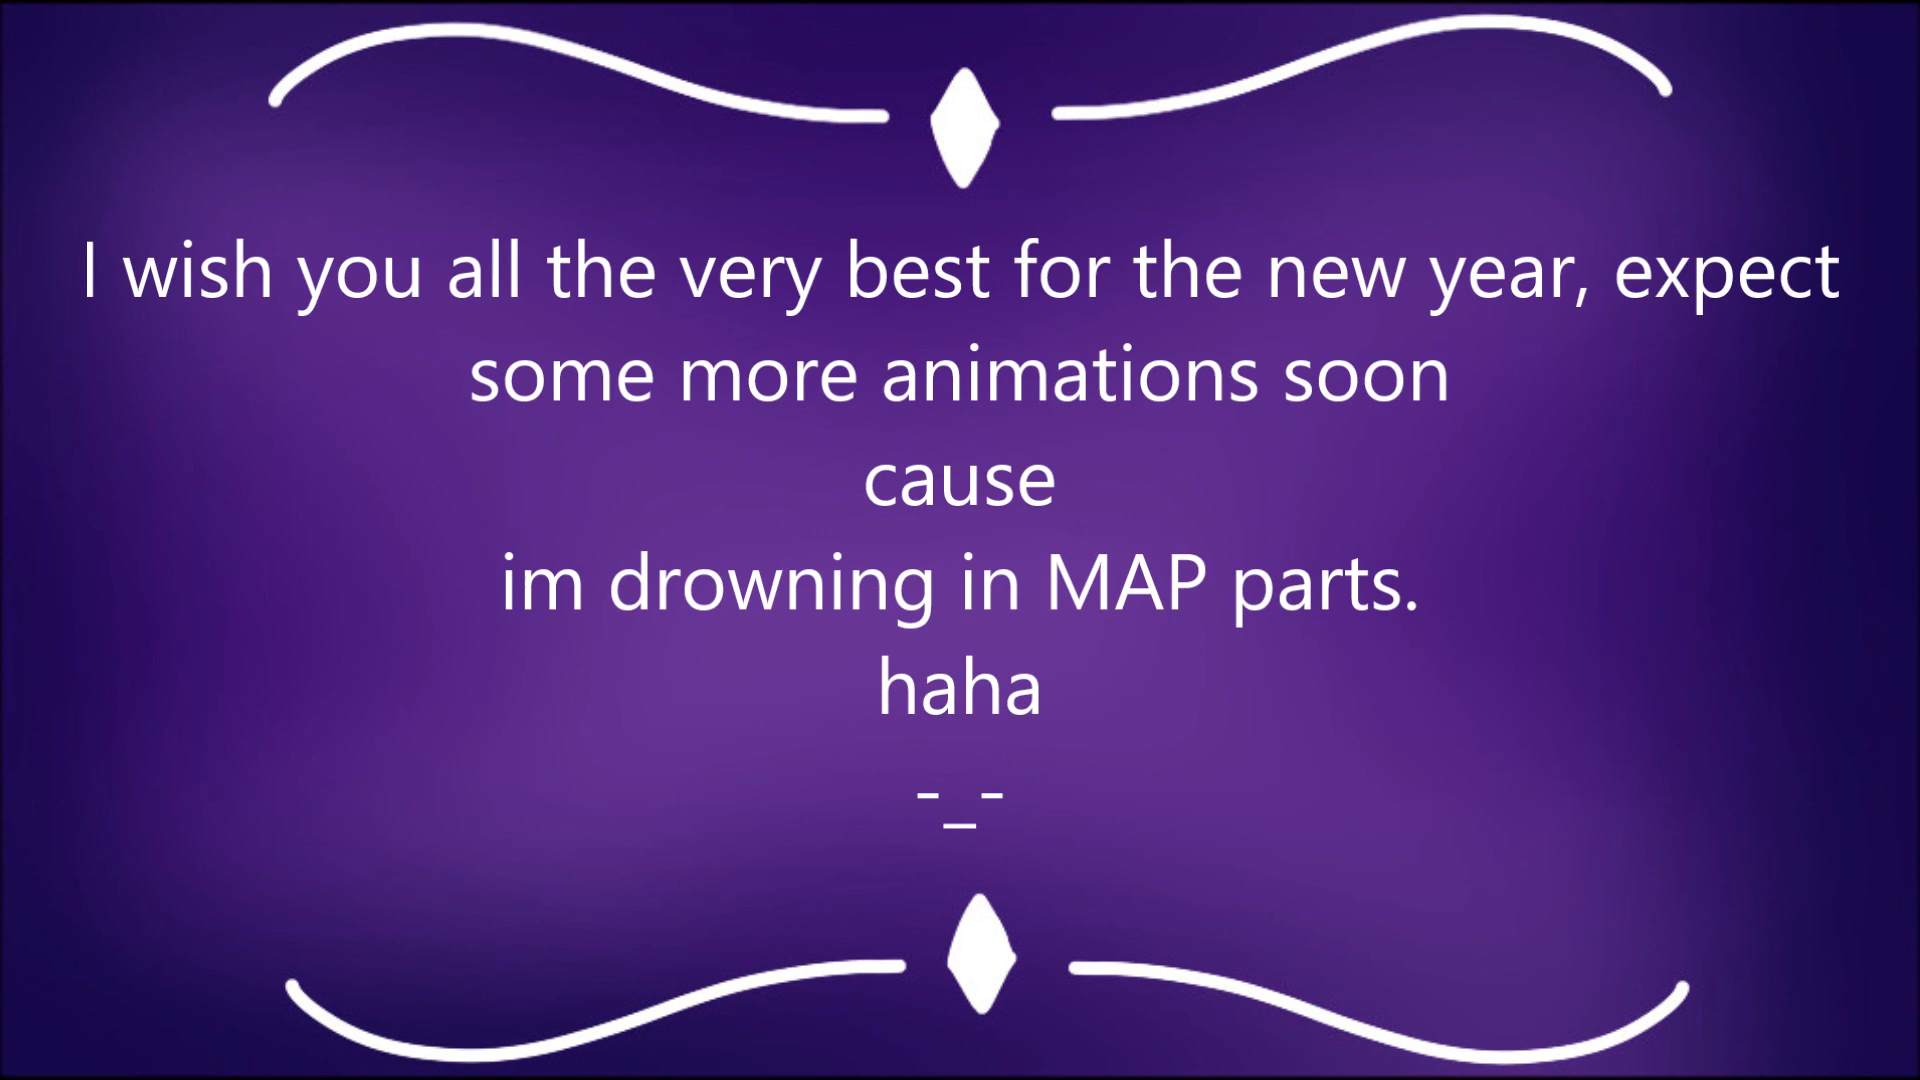 I wish you all the very best for the new year, expect
some more animations soon
cause
im drowning in MAP parts.
haha
-_-